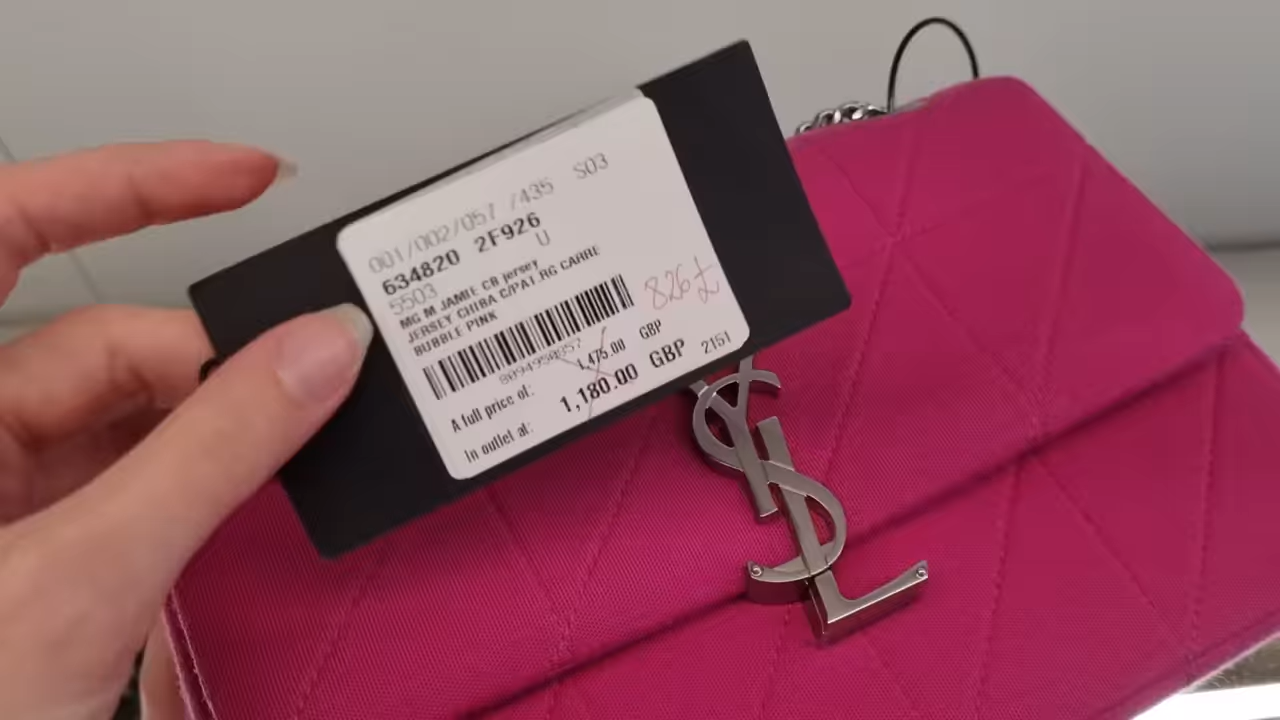 001/002/057 /435 S03
634820 2F926
5503 U
MG M JAMIE CB jersey
JERSEY CHIBA C/PAT.RG CARRE
BUBBLE PINK
826 £
8094950357
A full price of: 1,475.00 GBP
In outlet at: 1,180.00 GBP 2151
YSL